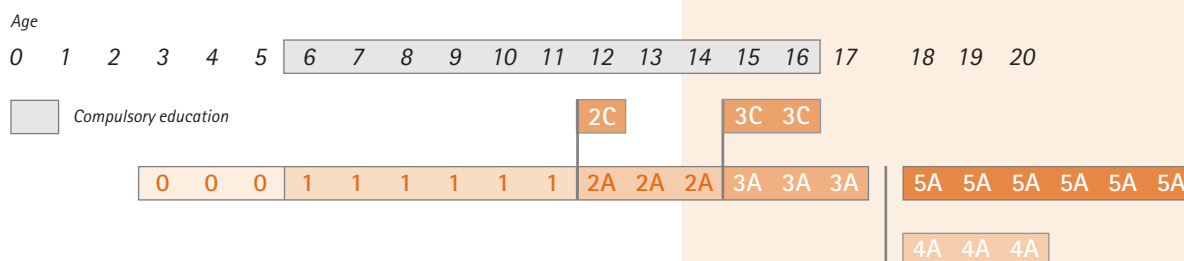 Age
0 1 2 3 4 5 6 7 8 9 10 11 12 13 14 15 16 17 18 19 20
Compulsory education 2C 3C 3C
0 0 0 1 1 1 1 1 1 2A 2A 2A 3A 3A 3A 5A 5A 5A 5A 5A 5A
4A 4A 4A